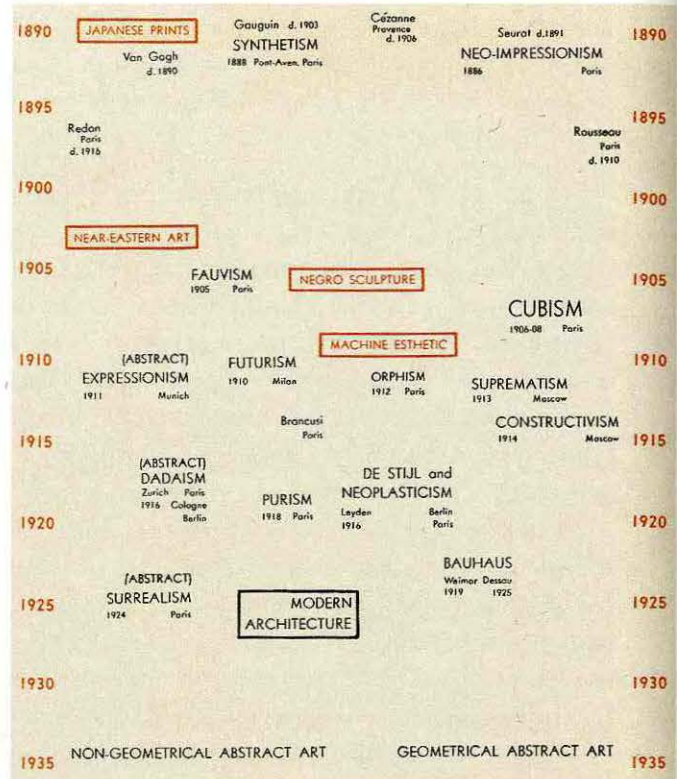 1890 JAPANESE PRINTS Gauguin d. 1903 Cézanne 1890
Provence
d. 1906
Seurat d.1891
Van Gogh SYNTHETISM NEO-IMPRESSIONISM
d. 1890 1888 Pont-Aven, Paris 1886 Paris
1895 1895
Redon Rousseau
Paris Paris
d. 1916 d. 1910
1900 1900
NEAR-EASTERN ART
1905 1905
FAUVISM NEGRO SCULPTURE
1905 Paris
CUBISM
1906-08 Paris
MACHINE ESTHETIC
1910 1910
(ABSTRACT) FUTURISM ORPHISM SUPREMATISM
EXPRESSIONISM 1910 Milan 1912 Paris 1913 Moscow
1911 Munich
Brancusi CONSTRUCTIVISM
Paris 1914 Moscow
1915 1915
(ABSTRACT) DE STIJL and
DADAISM NEOPLASTICISM
Zurich Paris PURISM Leyden Berlin
1916 Cologne 1918 Paris 1916 Paris
Berlin
1920 1920
BAUHAUS
Weimar Dessau
1919 1925
(ABSTRACT)
SURREALISM MODERN
1924 Paris ARCHITECTURE
1925 1925
1930 1930
1935 NON-GEOMETRICAL ABSTRACT ART GEOMETRICAL ABSTRACT ART 1935